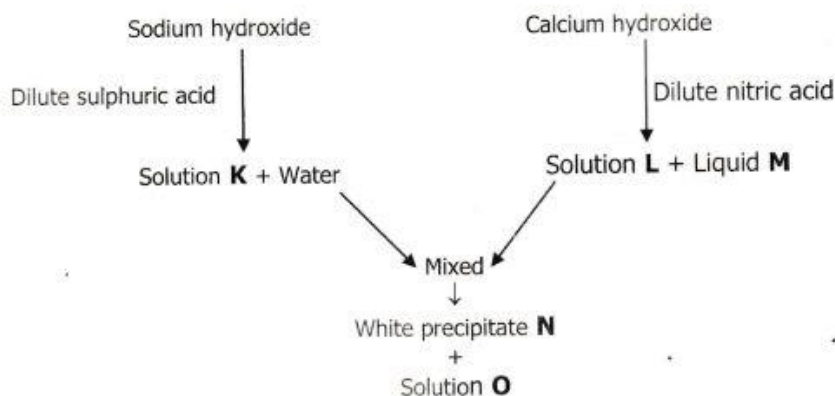 Sodium hydroxide
Calcium hydroxide
Dilute sulphuric acid
Dilute nitric acid
Solution K + Water
Solution L + Liquid M
Mixed
↓
White precipitate N
+
Solution O